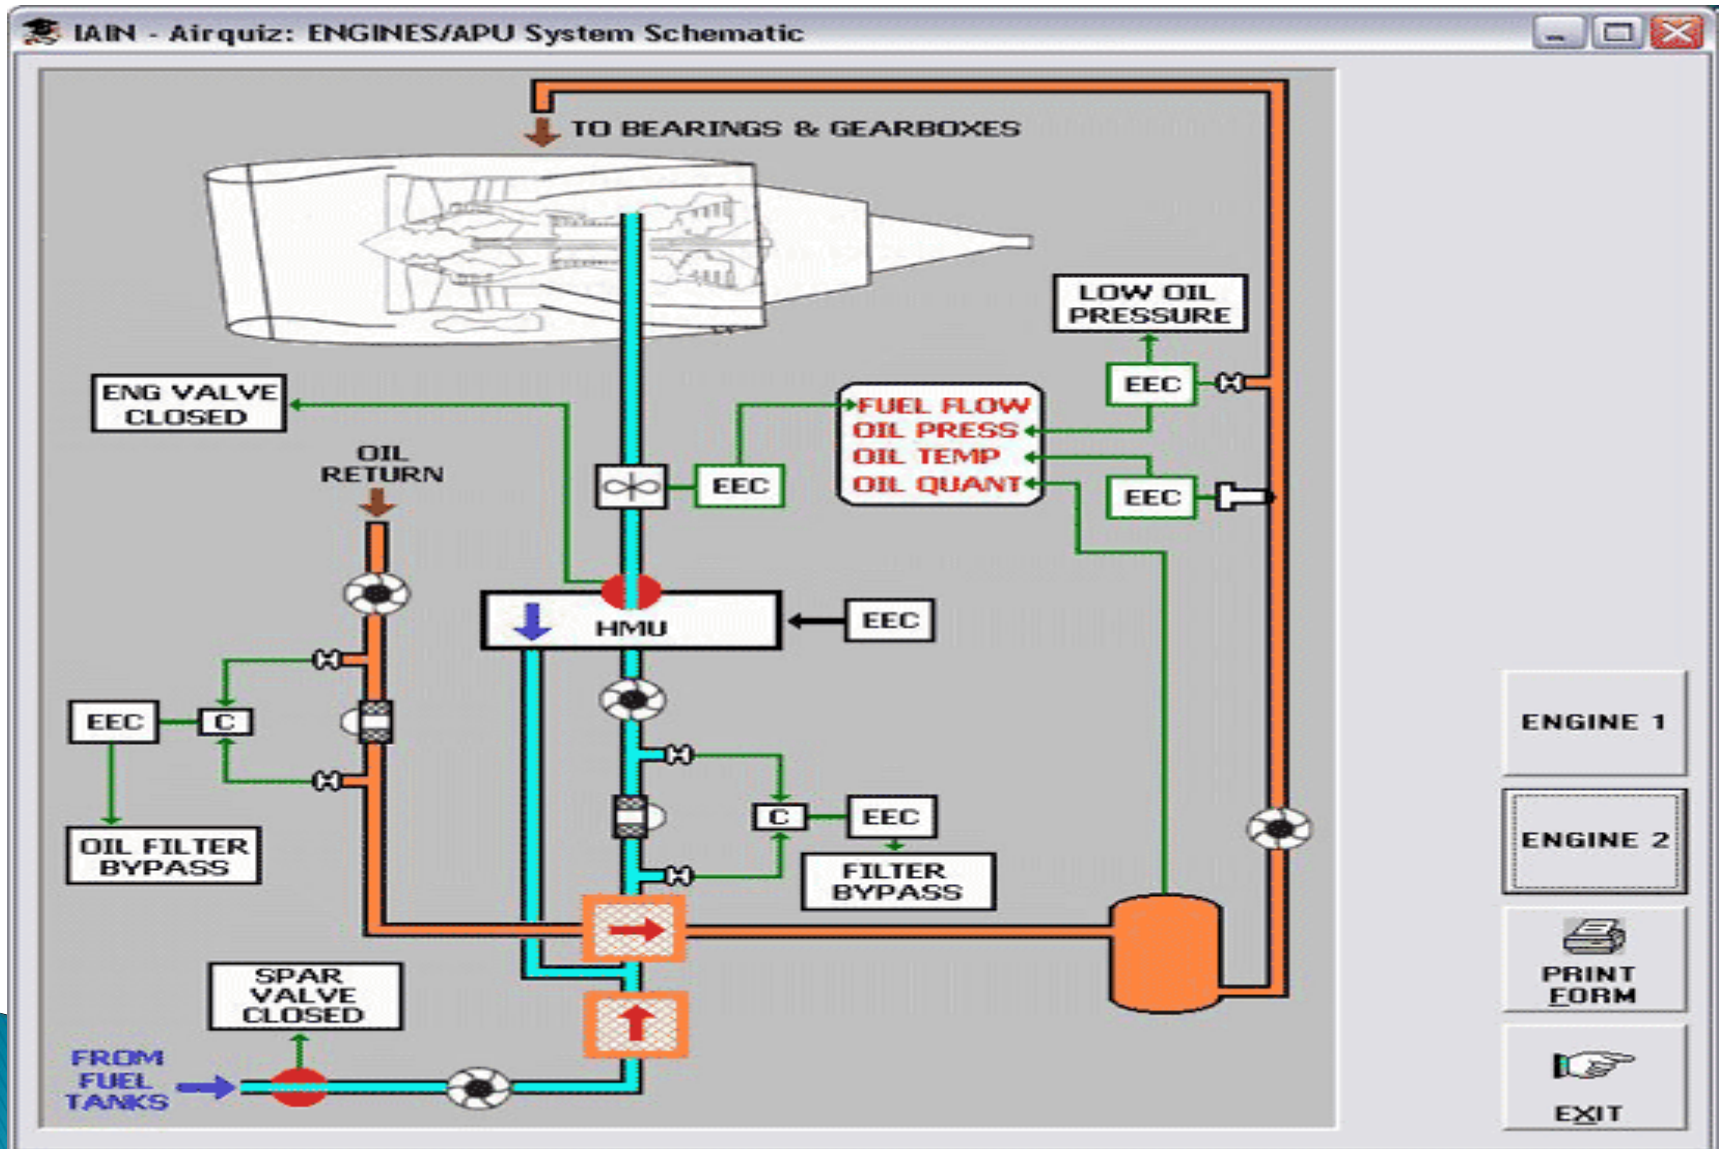 IAIN - Airquiz: ENGINES/APU System Schematic
TO BEARINGS & GEARBOXES
LOW OIL
PRESSURE
EEC
ENG VALVE
CLOSED
FUEL FLOW
OIL PRESS
OIL TEMP
OIL QUANT
OIL
RETURN
EEC
EEC
HMU
EEC
EEC
C
ENGINE 1
C
EEC
OIL FILTER
BYPASS
FILTER
BYPASS
ENGINE 2
SPAR
VALVE
CLOSED
PRINT
FORM
FROM
FUEL
TANKS
EXIT